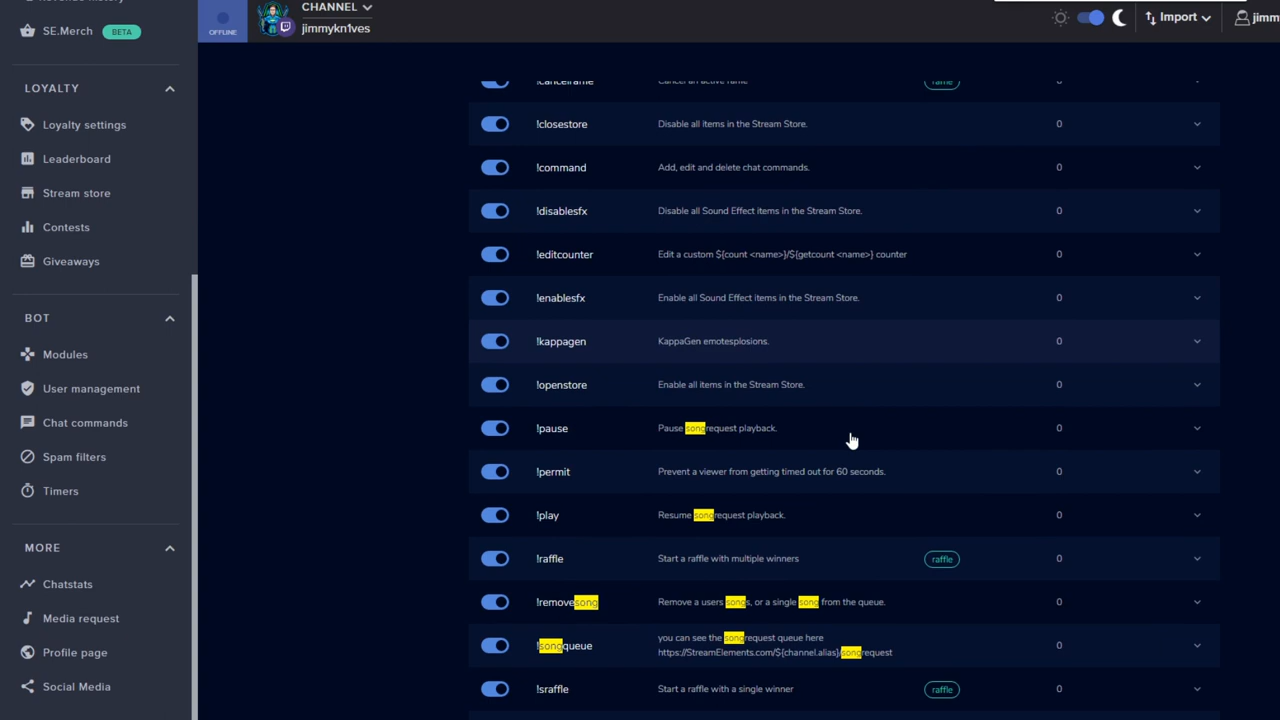 SE.Merch BETA
LOYALTY
Loyalty settings
Leaderboard
Stream store
Contests
Giveaways
BOT
Modules
User management
Chat commands
Spam filters
Timers
MORE
Chatstats
Media request
Profile page
Social Media
OFFLINE
CHANNEL
jimmykn1ves
Import
jimm
raffle
!closestore Disable all items in the Stream Store. 0
!command Add, edit and delete chat commands. 0
!disablesfx Disable all Sound Effect items in the Stream Store. 0
!editcounter Edit a custom ${count <name>}/${getcount <name>} counter 0
!enablesfx Enable all Sound Effect items in the Stream Store. 0
!kappagen KappaGen emotesplosions. 0
!openstore Enable all items in the Stream Store. 0
!pause Pause songrequest playback. 0
!permit Prevent a viewer from getting timed out for 60 seconds. 0
!play Resume songrequest playback. 0
!raffle Start a raffle with multiple winners raffle 0
!removesong Remove a users songs, or a single song from the queue. 0
!songqueue you can see the songrequest queue here 0
https://StreamElements.com/${channel.alias}/songrequest
!sraffle Start a raffle with a single winner raffle 0